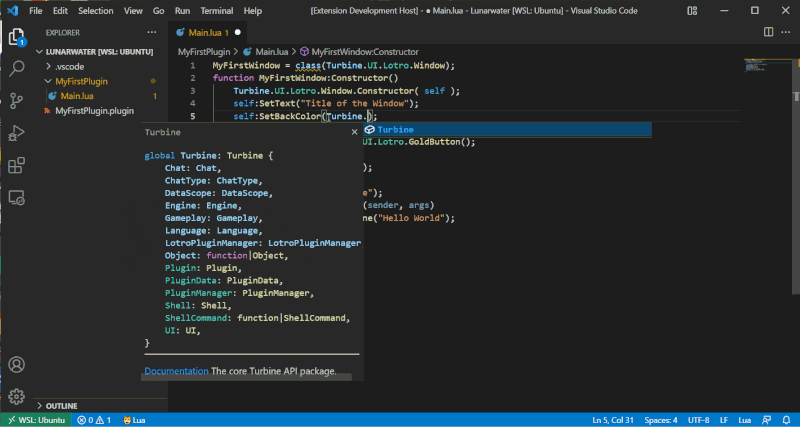 File Edit Selection View Go Run Terminal Help [Extension Development Host] - ● Main.lua - Lunarwater [WSL: Ubuntu] - Visual Studio Code
EXPLORER
LUNARWATER [WSL: UBUNTU]
.vscode
MyFirstPlugin
Main.lua 1
MyFirstPlugin.plugin
OUTLINE
Main.lua 1
MyFirstPlugin > Main.lua > MyFirstWindow:Constructor
1 MyFirstWindow = class(Turbine.UI.Lotro.Window);
2 function MyFirstWindow:Constructor()
3 Turbine.UI.Lotro.Window.Constructor( self );
4 self:SetText("Title of the Window");
5 self:SetBackColor(Turbine.);
Turbine
UI.Lotro.GoldButton();
);
e");
(sender, args)
ne("Hello World");
Turbine
global Turbine: Turbine {
Chat: Chat,
ChatType: ChatType,
DataScope: DataScope,
Engine: Engine,
Gameplay: Gameplay,
Language: Language,
LotroPluginManager: LotroPluginManager
Object: function|Object,
Plugin: Plugin,
PluginData: PluginData,
PluginManager: PluginManager,
Shell: Shell,
ShellCommand: function|ShellCommand,
UI: UI,
}
Documentation The core Turbine API package.
WSL: Ubuntu 0 1 Lua Ln 5, Col 31 Spaces: 4 UTF-8 LF Lua